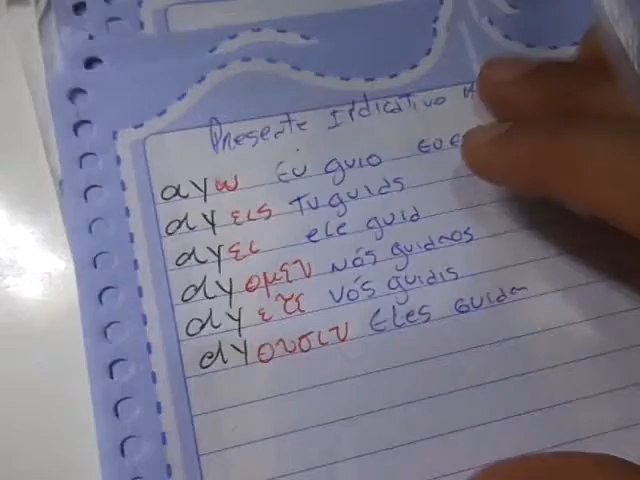 Presente Indicativo
αγω Eu guio
αγεις Tu guias
αγει ele guia
αγομεν Nós guiamos
αγετε Vós guiais
αγουσιν Eles Guiam